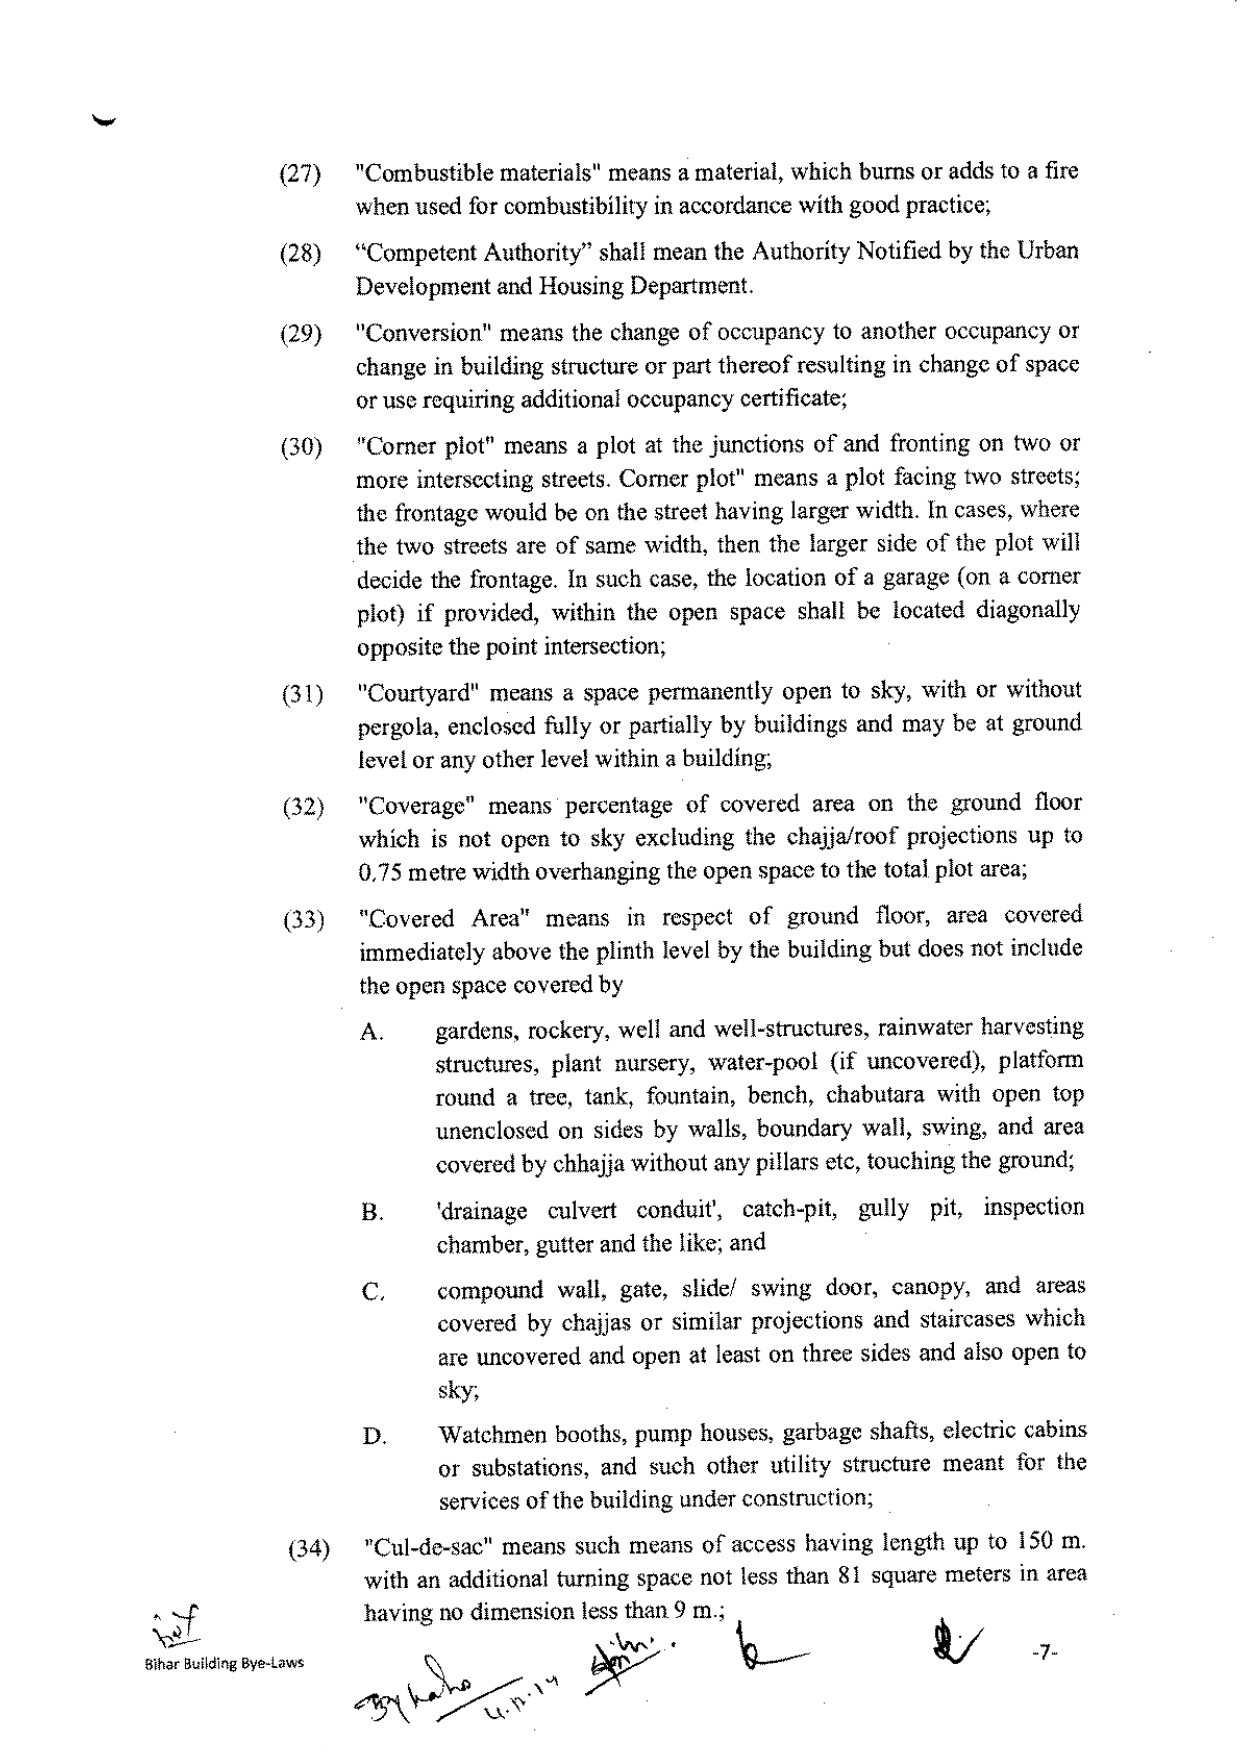 (27) "Combustible materials" means a material, which burns or adds to a fire
when used for combustibility in accordance with good practice;
(28) “Competent Authority” shall mean the Authority Notified by the Urban
Development and Housing Department.
(29) "Conversion" means the change of occupancy to another occupancy or
change in building structure or part thereof resulting in change of space
or use requiring additional occupancy certificate;
(30) "Corner plot" means a plot at the junctions of and fronting on two or
more intersecting streets. Corner plot" means a plot facing two streets;
the frontage would be on the street having larger width. In cases, where
the two streets are of same width, then the larger side of the plot will
decide the frontage. In such case, the location of a garage (on a corner
plot) if provided, within the open space shall be located diagonally
opposite the point intersection;
(31) "Courtyard" means a space permanently open to sky, with or without
pergola, enclosed fully or partially by buildings and may be at ground
level or any other level within a building;
(32) "Coverage" means percentage of covered area on the ground floor
which is not open to sky excluding the chajja/roof projections up to
0.75 metre width overhanging the open space to the total plot area;
(33) "Covered Area" means in respect of ground floor, area covered
immediately above the plinth level by the building but does not include
the open space covered by
A. gardens, rockery, well and well-structures, rainwater harvesting
structures, plant nursery, water-pool (if uncovered), platform
round a tree, tank, fountain, bench, chabutara with open top
unenclosed on sides by walls, boundary wall, swing, and area
covered by chhajja without any pillars etc, touching the ground;
B. 'drainage culvert conduit', catch-pit, gully pit, inspection
chamber, gutter and the like; and
C. compound wall, gate, slide/ swing door, canopy, and areas
covered by chajjas or similar projections and staircases which
are uncovered and open at least on three sides and also open to
sky;
D. Watchmen booths, pump houses, garbage shafts, electric cabins
or substations, and such other utility structure meant for the
services of the building under construction;
(34) "Cul-de-sac" means such means of access having length up to 150 m.
with an additional turning space not less than 81 square meters in area
having no dimension less than 9 m.;
Bihar Building Bye-Laws
-7-